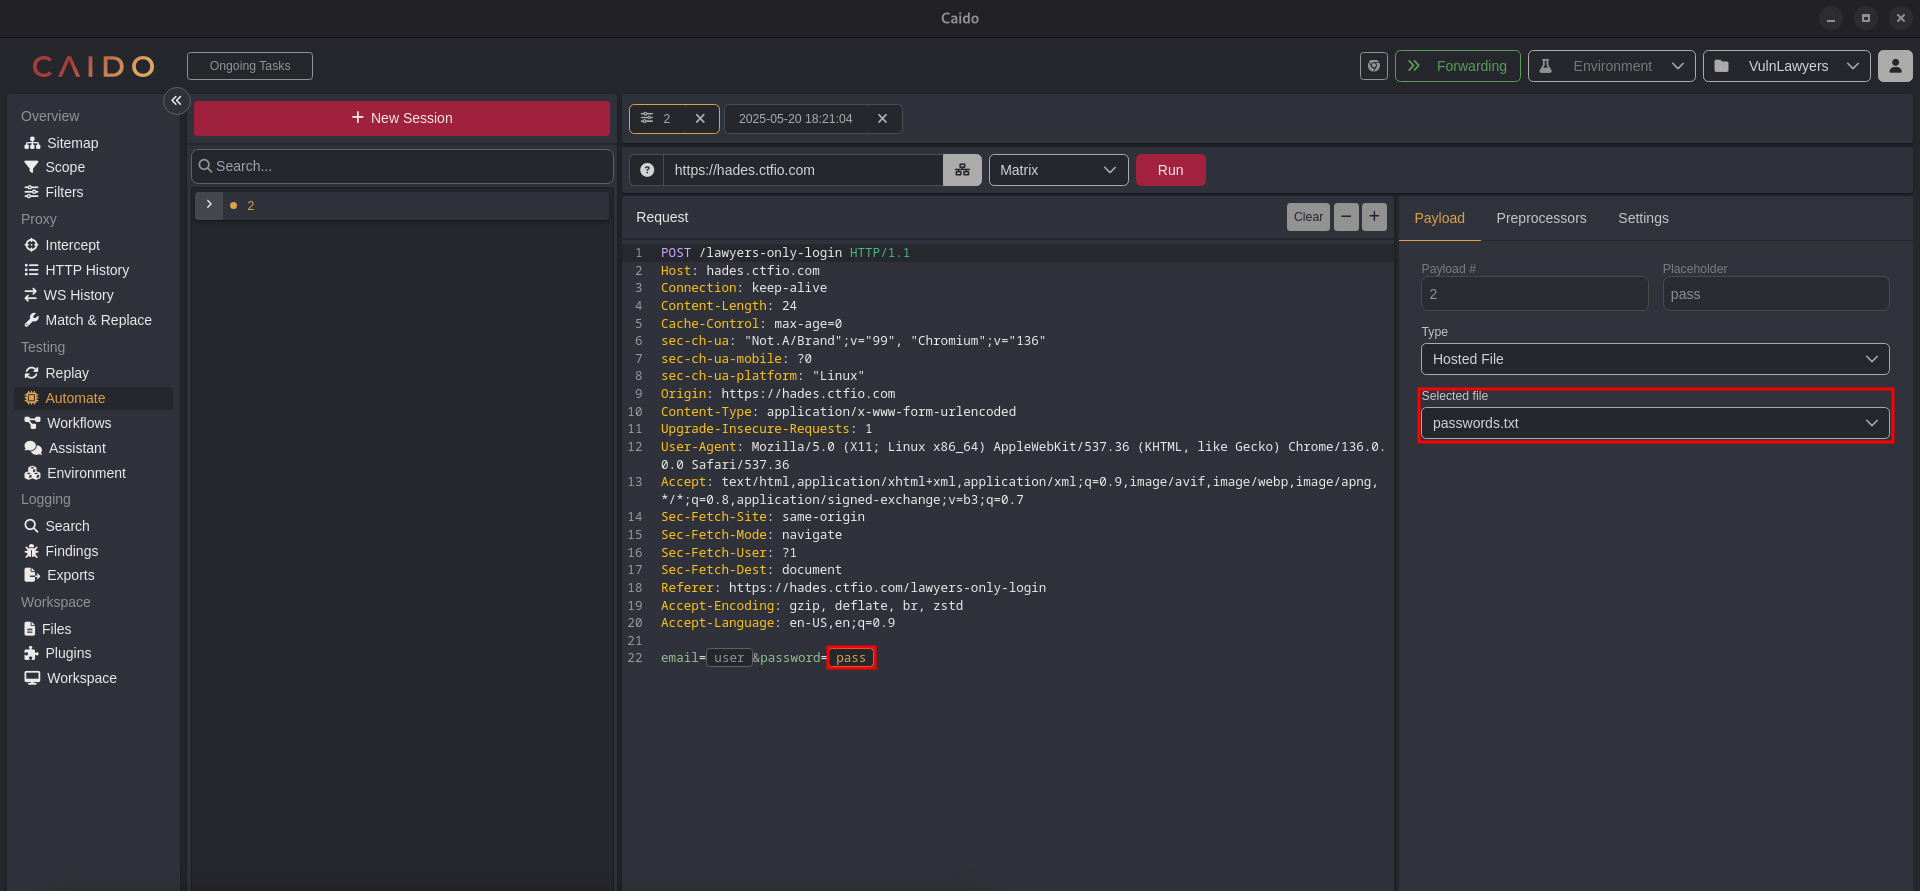 Caido
CAIDO
Ongoing Tasks
Forwarding
Environment
VulnLawyers
Overview
Sitemap
Scope
Filters
Proxy
Intercept
HTTP History
WS History
Match & Replace
Testing
Replay
Automate
Workflows
Assistant
Environment
Logging
Search
Findings
Exports
Workspace
Files
Plugins
Workspace
+ New Session
Search...
2
2
2025-05-20 18:21:04
https://hades.ctfio.com
Matrix
Run
Request
Clear
1 POST /lawyers-only-login HTTP/1.1
2 Host: hades.ctfio.com
3 Connection: keep-alive
4 Content-Length: 24
5 Cache-Control: max-age=0
6 sec-ch-ua: "Not.A/Brand";v="99", "Chromium";v="136"
7 sec-ch-ua-mobile: ?0
8 sec-ch-ua-platform: "Linux"
9 Origin: https://hades.ctfio.com
10 Content-Type: application/x-www-form-urlencoded
11 Upgrade-Insecure-Requests: 1
12 User-Agent: Mozilla/5.0 (X11; Linux x86_64) AppleWebKit/537.36 (KHTML, like Gecko) Chrome/136.0.
0.0 Safari/537.36
13 Accept: text/html,application/xhtml+xml,application/xml;q=0.9,image/avif,image/webp,image/apng,
*/*;q=0.8,application/signed-exchange;v=b3;q=0.7
14 Sec-Fetch-Site: same-origin
15 Sec-Fetch-Mode: navigate
16 Sec-Fetch-User: ?1
17 Sec-Fetch-Dest: document
18 Referer: https://hades.ctfio.com/lawyers-only-login
19 Accept-Encoding: gzip, deflate, br, zstd
20 Accept-Language: en-US,en;q=0.9
21
22 email=user&password=pass
Payload
Preprocessors
Settings
Payload #
Placeholder
2
pass
Type
Hosted File
Selected file
passwords.txt